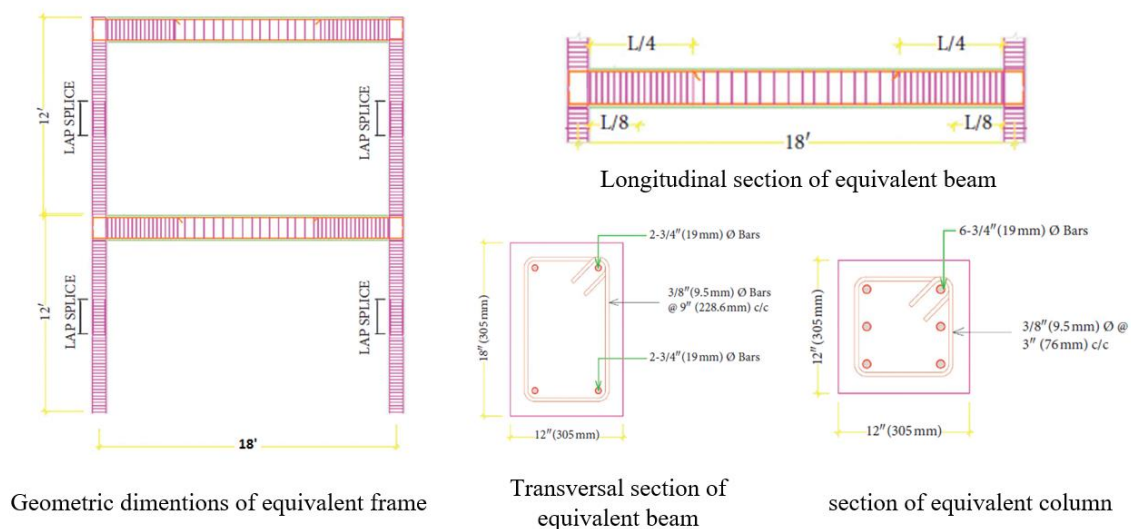 12'
LAP SPLICE
LAP SPLICE
12'
LAP SPLICE
LAP SPLICE
18'
Geometric dimentions of equivalent frame
L/4
L/4
L/8
L/8
18'
Longitudinal section of equivalent beam
2-3/4"(19mm) Ø Bars
3/8"(9.5mm) Ø Bars
@ 9" (228.6mm) c/c
2-3/4"(19mm) Ø Bars
18"(305mm)
12"(305mm)
Transversal section of
equivalent beam
6-3/4"(19mm) Ø Bars
3/8"(9.5mm) Ø @
3" (76mm) c/c
12"(305mm)
12"(305mm)
section of equivalent column